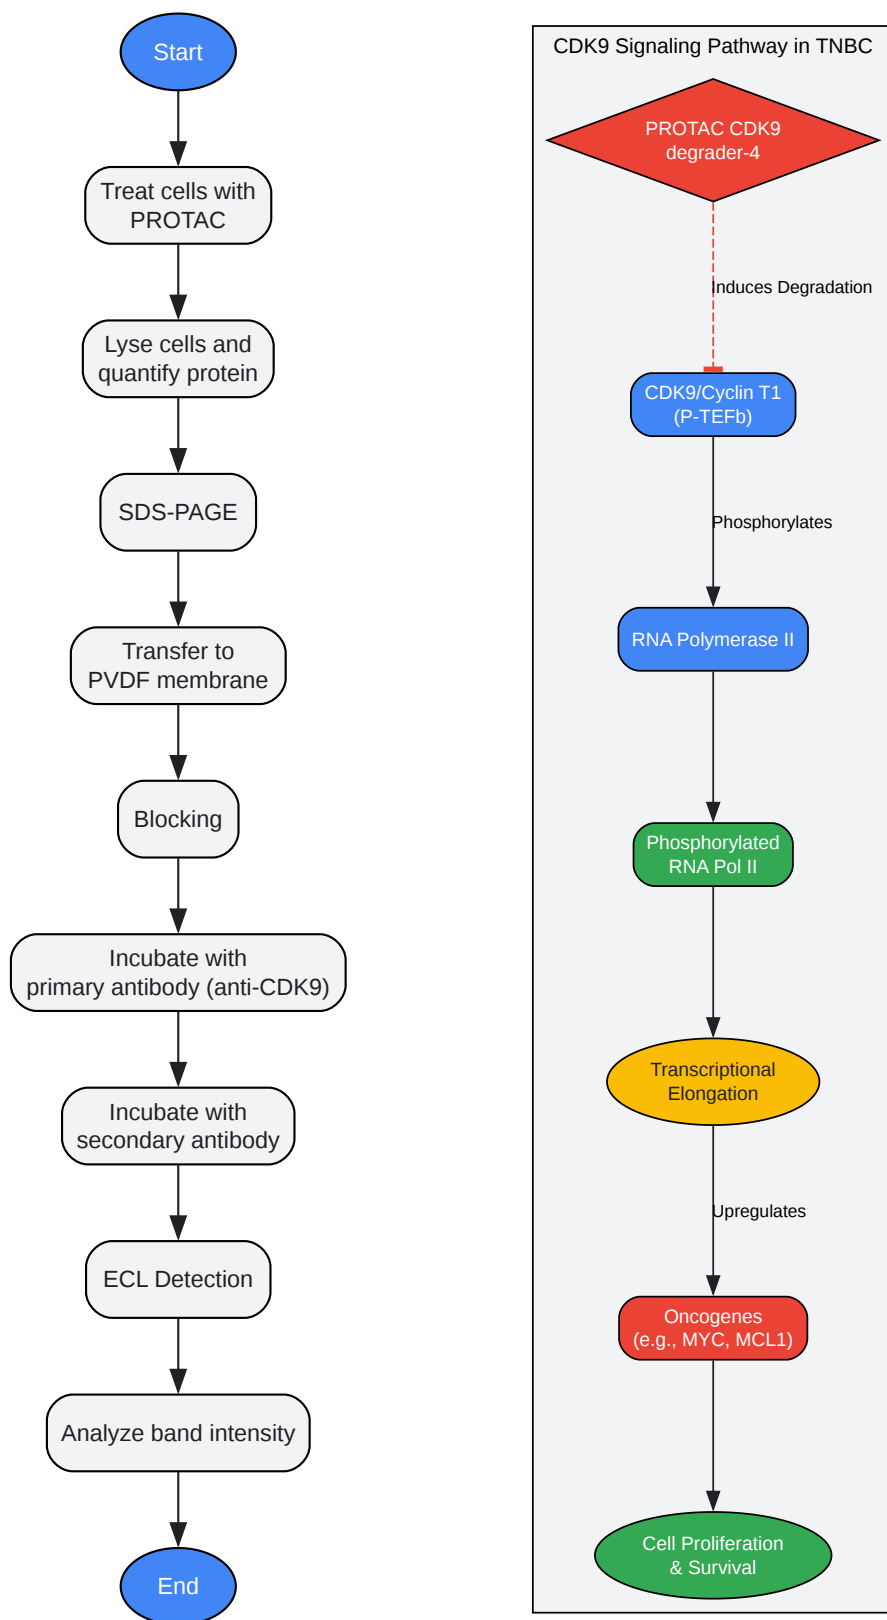 Start
Treat cells with
PROTAC
Lyse cells and
quantify protein
SDS-PAGE
Transfer to
PVDF membrane
Blocking
Incubate with
primary antibody (anti-CDK9)
Incubate with
secondary antibody
ECL Detection
Analyze band intensity
End
CDK9 Signaling Pathway in TNBC
PROTAC CDK9
degrader-4
Induces Degradation
CDK9/Cyclin T1
(P-TEFb)
Phosphorylates
RNA Polymerase II
Phosphorylated
RNA Pol II
Transcriptional
Elongation
Upregulates
Oncogenes
(e.g., MYC, MCL1)
Cell Proliferation
& Survival